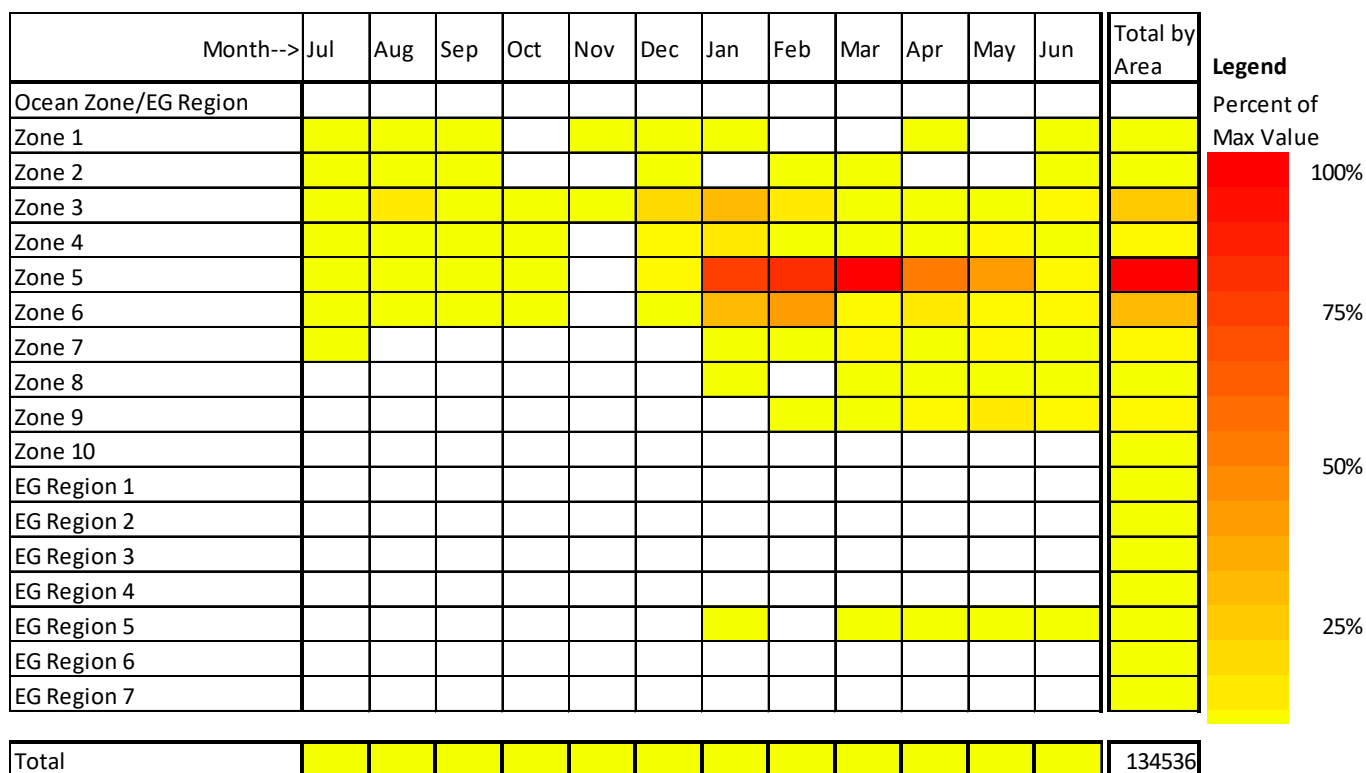 Month--> Jul Aug Sep Oct Nov Dec Jan Feb Mar Apr May Jun Total by Area
Ocean Zone/EG Region
Zone 1
Zone 2
Zone 3
Zone 4
Zone 5
Zone 6
Zone 7
Zone 8
Zone 9
Zone 10
EG Region 1
EG Region 2
EG Region 3
EG Region 4
EG Region 5
EG Region 6
EG Region 7
Total 134536
Legend
Percent of
Max Value
100%
75%
50%
25%